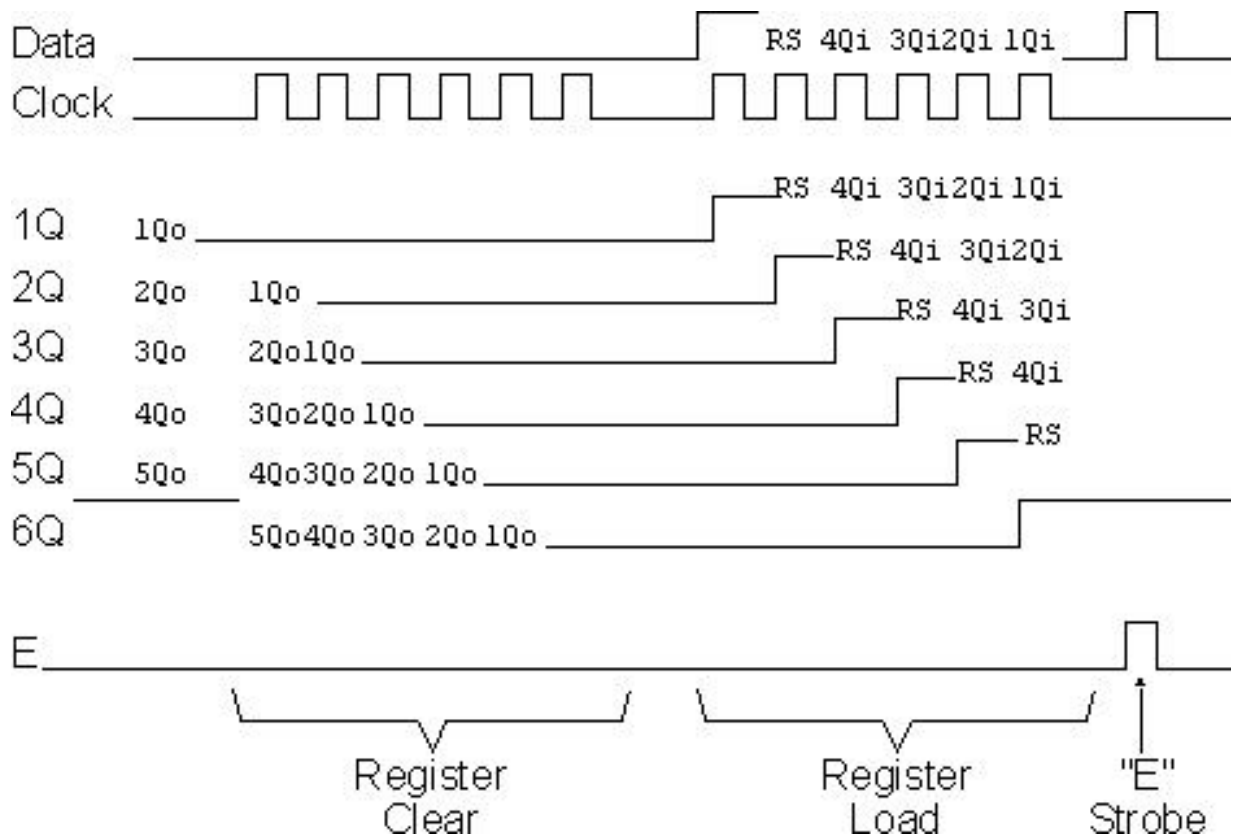 Data RS 4Qi 3Qi2Qi 1Qi
Clock
RS 4Qi 3Qi2Qi 1Qi
1Q 1Qo
RS 4Qi 3Qi2Qi
2Q 2Qo 1Qo
RS 4Qi 3Qi
3Q 3Qo 2Qo1Qo
RS 4Qi
4Q 4Qo 3Qo2Qo 1Qo
RS
5Q 5Qo 4Qo3Qo 2Qo 1Qo
6Q 5Qo4Qo 3Qo 2Qo 1Qo
E
Register Register "E"
Clear Load Strobe